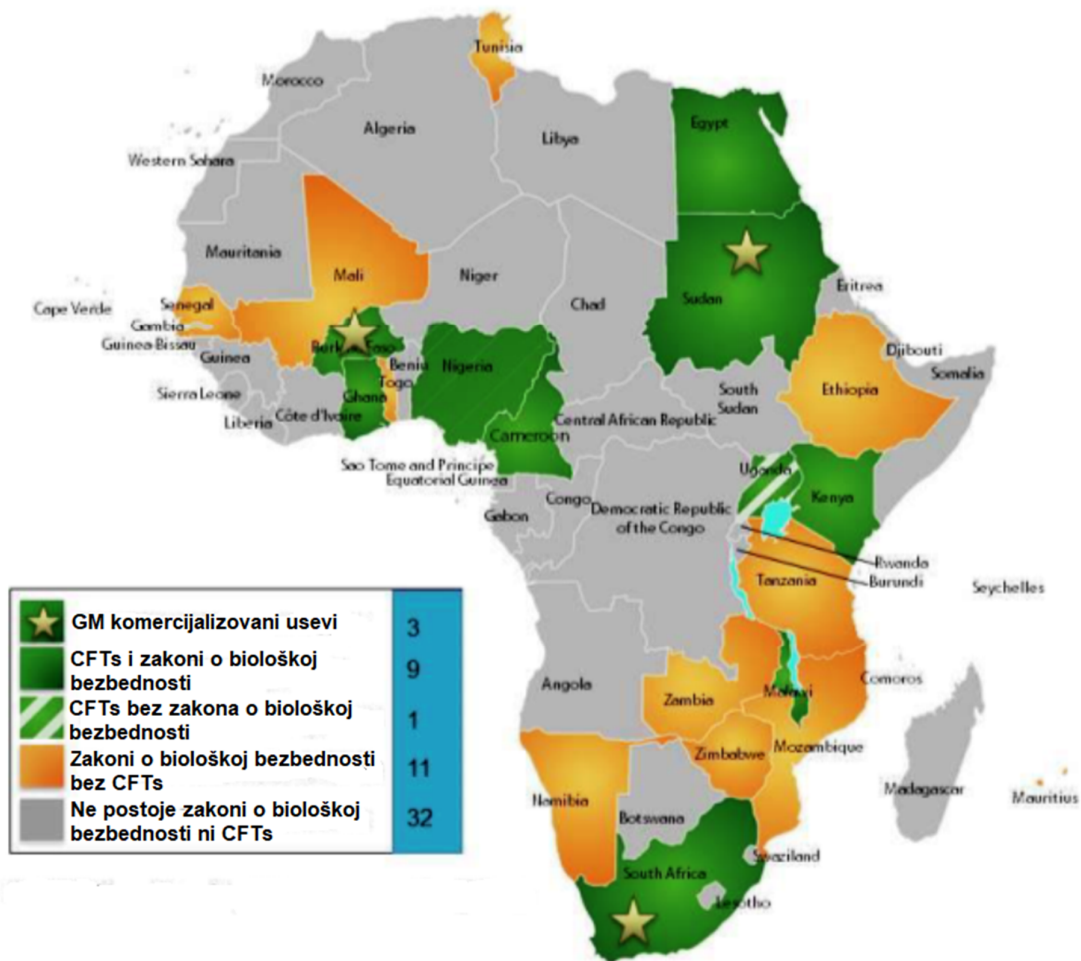 Tunisia
Morocco
Algeria
Libya
Egypt
Western Sahara
Mauritania
Mali
Niger
Chad
Sudan
Eritrea
Cape Verde
Senegal
Gambia
Guinea-Bissau
Guinea
Burkina Faso
Benin
Togo
Nigeria
Djibouti
Somalia
Ethiopia
South
Sudan
Sierra Leone
Liberia
Côte d'Ivoire
Ghana
Cameroon
Central African Republic
Sao Tome and Principe
Equatorial Guinea
Uganda
Kenya
Gabon
Congo
Democratic Republic
of the Congo
Rwanda
Burundi
Tanzania
Seychelles
GM komercijalizovani usevi
3
CFTs i zakoni o biološkoj
bezbednosti
9
CFTs bez zakona o biološkoj
bezbednosti
1
Zakoni o biološkoj bezbednosti
bez CFTs
11
Ne postoje zakoni o biološkoj
bezbednosti ni CFTs
32
Angola
Zambia
Malawi
Comoros
Zimbabwe
Mozambique
Namibia
Botswana
Madagascar
Mauritius
South Africa
Swaziland
Lesotho